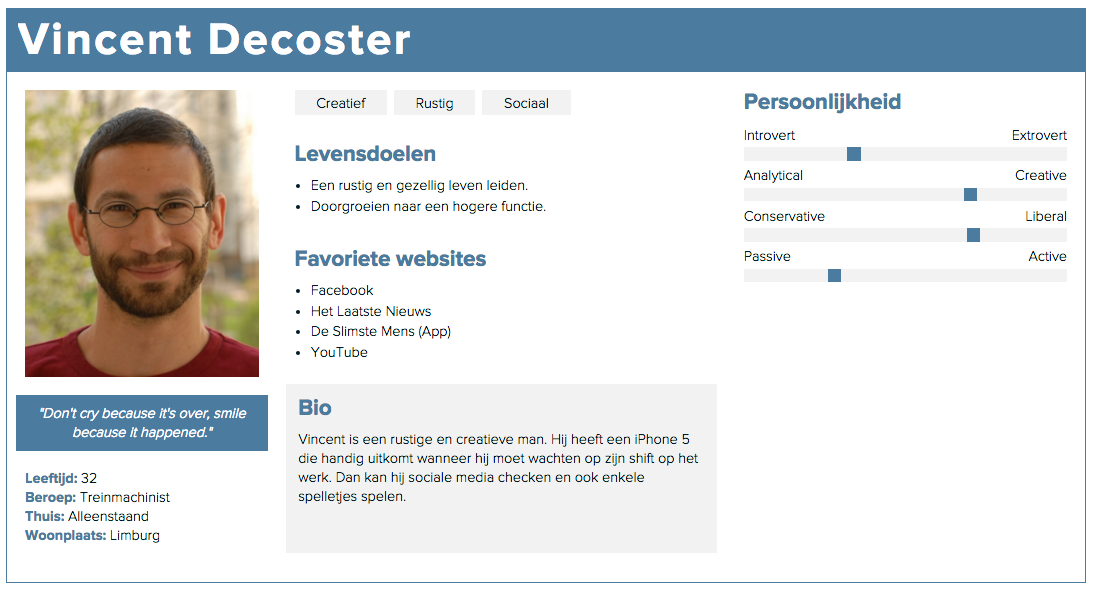 Vincent Decoster
"Don't cry because it's over, smile
because it happened."
Leeftijd: 32
Beroep: Treinmachinist
Thuis: Alleenstaand
Woonplaats: Limburg
Creatief Rustig Sociaal
Levensdoelen
• Een rustig en gezellig leven leiden.
• Doorgroeien naar een hogere functie.
Favoriete websites
• Facebook
• Het Laatste Nieuws
• De Slimste Mens (App)
• YouTube
Bio
Vincent is een rustige en creatieve man. Hij heeft een iPhone 5
die handig uitkomt wanneer hij moet wachten op zijn shift op het
werk. Dan kan hij sociale media checken en ook enkele
spelletjes spelen.
Persoonlijkheid
Introvert Extrovert
Analytical Creative
Conservative Liberal
Passive Active